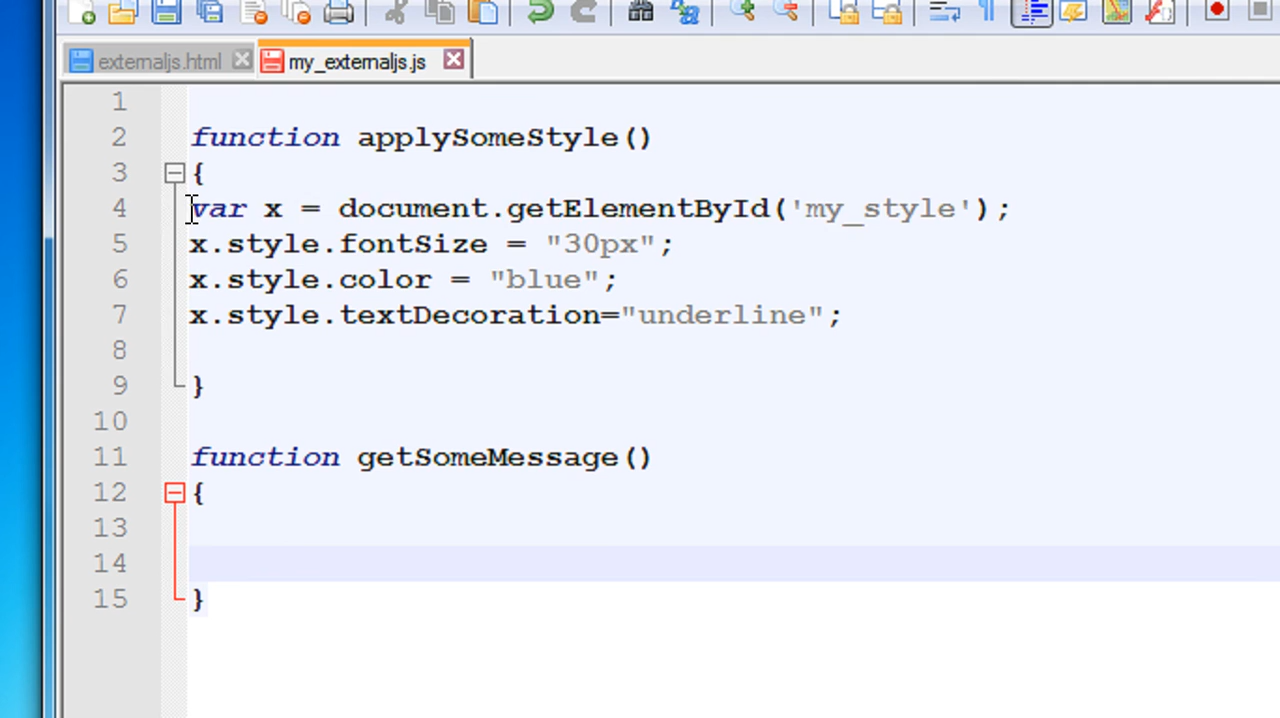 externaljs.html my_externaljs.js
1
2 function applySomeStyle()
3 {
4 var x = document.getElementById('my_style');
5 x.style.fontSize = "30px";
6 x.style.color = "blue";
7 x.style.textDecoration="underline";
8
9 }
10
11 function getSomeMessage()
12 {
13
14
15 }